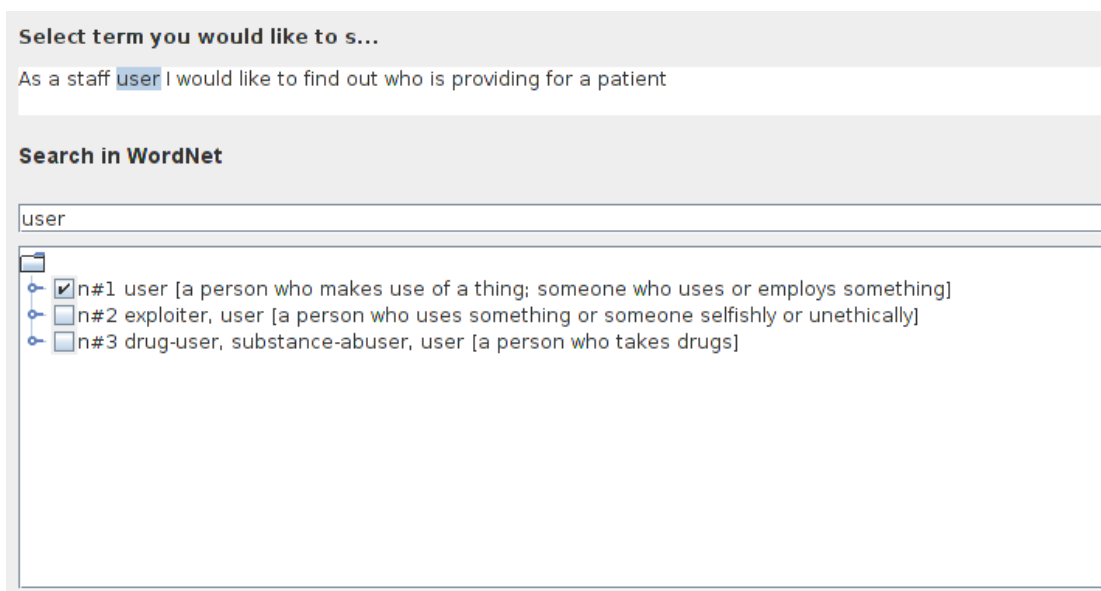 Select term you would like to s...
As a staff user I would like to find out who is providing for a patient
Search in WordNet
user
n#1 user [a person who makes use of a thing; someone who uses or employs something]
n#2 exploiter, user [a person who uses something or someone selfishly or unethically]
n#3 drug-user, substance-abuser, user [a person who takes drugs]